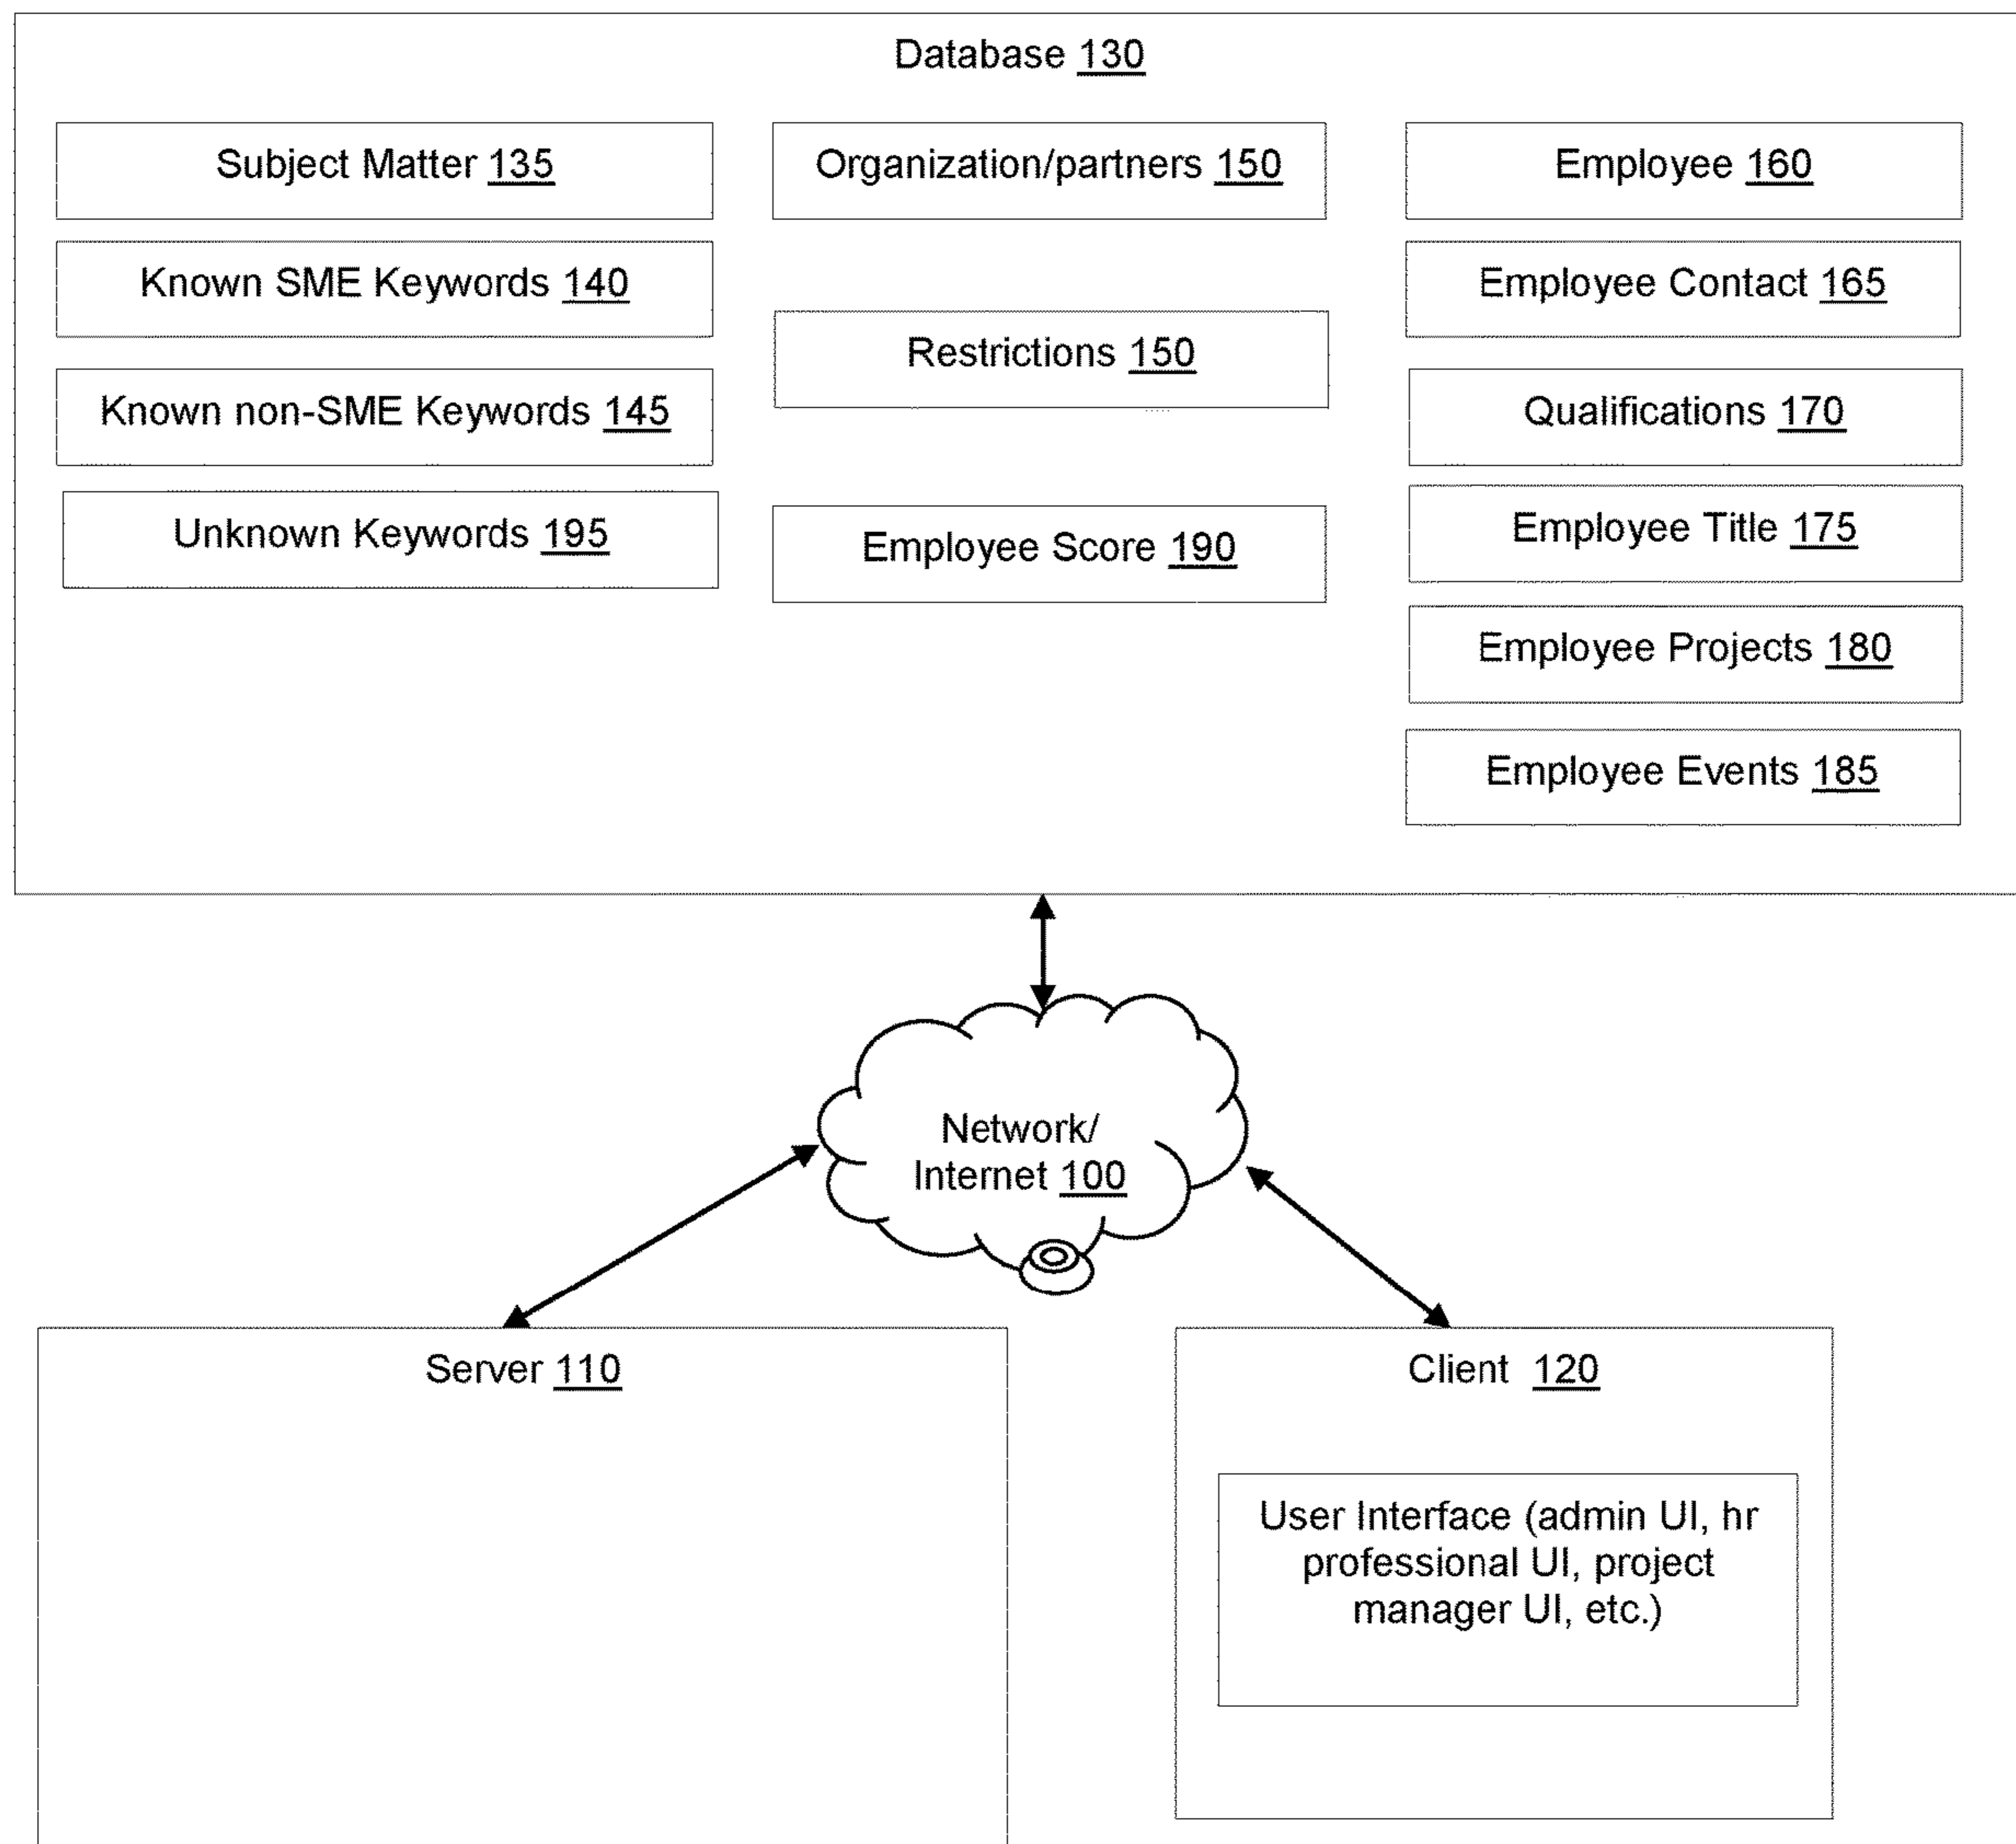 Database 130
Subject Matter 135
Known SME Keywords 140
Known non-SME Keywords 145
Unknown Keywords 195
Organization/partners 150
Restrictions 150
Employee Score 190
Employee 160
Employee Contact 165
Qualifications 170
Employee Title 175
Employee Projects 180
Employee Events 185
Network/
Internet 100
Server 110
Client 120
User Interface (admin UI, hr
professional UI, project
manager UI, etc.)